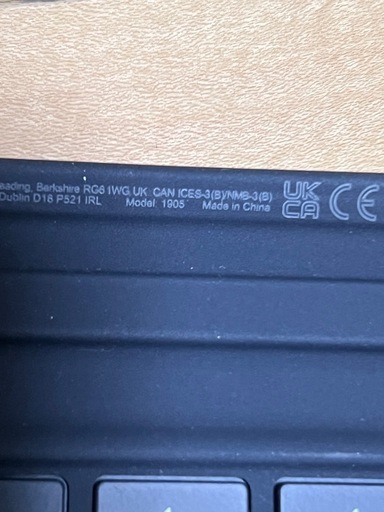 eading, Berkshire RG6 1WG UK CAN ICES-3(B)/NMB-3(B)
Dublin D18 P521 IRL Model 1905 Made in China
UK
CA
CE